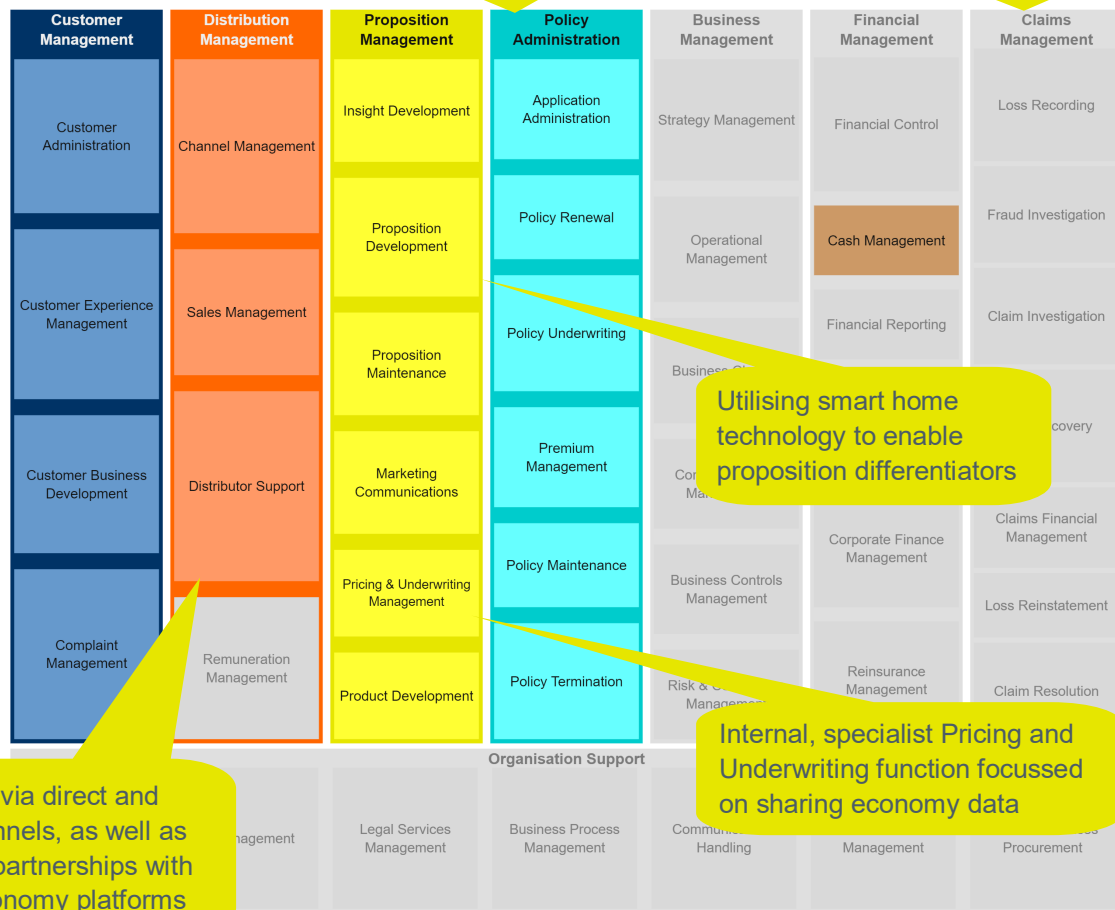 Customer
Management
Customer
Administration
Customer Experience
Management
Customer Business
Development
Complaint
Management
Distribution
Management
Channel Management
Sales Management
Distributor Support
Remuneration
Management
Proposition
Management
Insight Development
Proposition
Development
Proposition
Maintenance
Marketing
Communications
Pricing & Underwriting
Management
Product Development
Policy
Administration
Application
Administration
Policy Renewal
Policy Underwriting
Premium
Management
Policy Maintenance
Policy Termination
Business
Management
Strategy Management
Operational
Management
Business
Business Controls
Management
Risk &
Financial
Management
Financial Control
Cash Management
Financial Reporting
Corporate Finance
Management
Reinsurance
Management
Claims
Management
Loss Recording
Fraud Investigation
Claim Investigation
Claims Financial
Management
Loss Reinstatement
Claim Resolution
Utilising smart home
technology to enable
proposition differentiators
Internal, specialist Pricing and
Underwriting function focussed
on sharing economy data
via direct and
as well as
partnerships with
platforms
Organisation Support
Legal Services
Management
Business Process
Management
Handling
Management
Procurement